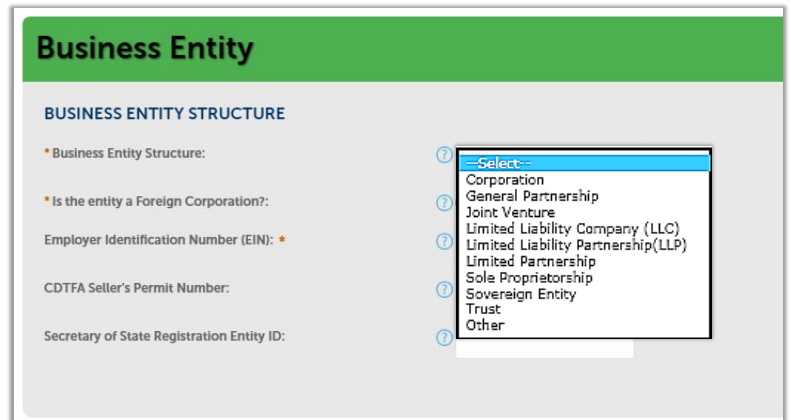 Business Entity
BUSINESS ENTITY STRUCTURE
* Business Entity Structure:
?
--Select--
Corporation
General Partnership
Joint Venture
Limited Liability Company (LLC)
Limited Liability Partnership(LLP)
Limited Partnership
Sole Proprietorship
Sovereign Entity
Trust
Other
* Is the entity a Foreign Corporation?:
?
Employer Identification Number (EIN): *
?
CDTFA Seller's Permit Number:
?
Secretary of State Registration Entity ID:
?